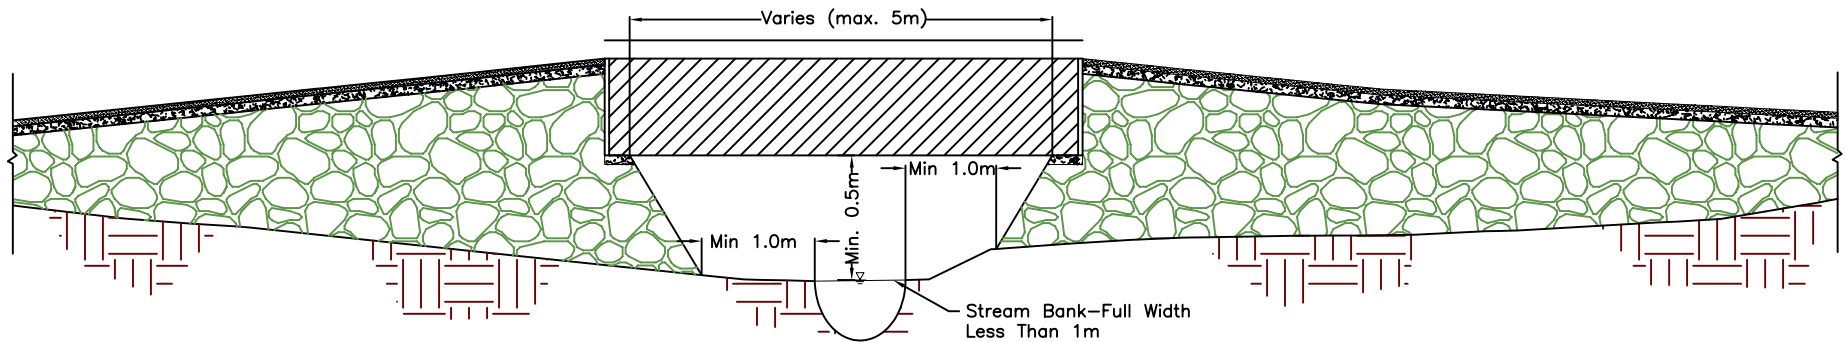 Varies (max. 5m)
Min 1.0m
Min. 0.5m
Min 1.0m
Stream Bank-Full Width
Less Than 1m